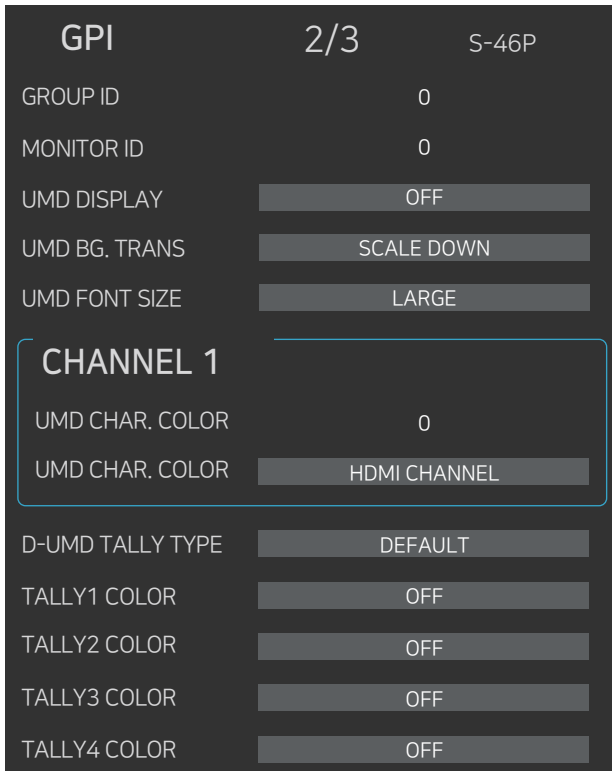 GPI 2/3 S-46P
GROUP ID 0
MONITOR ID 0
UMD DISPLAY OFF
UMD BG. TRANS SCALE DOWN
UMD FONT SIZE LARGE
CHANNEL 1
UMD CHAR. COLOR 0
UMD CHAR. COLOR HDMI CHANNEL
D-UMD TALLY TYPE DEFAULT
TALLY1 COLOR OFF
TALLY2 COLOR OFF
TALLY3 COLOR OFF
TALLY4 COLOR OFF